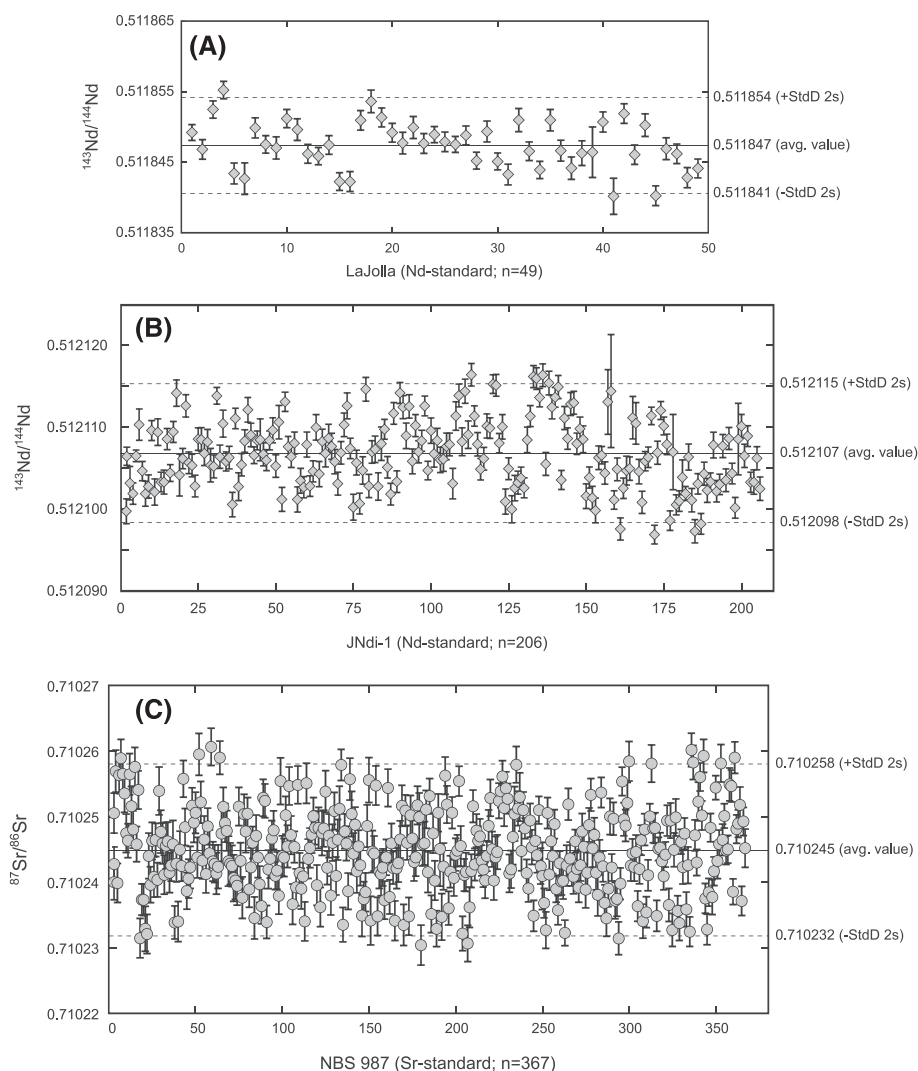 (A)
0.511865
0.511855
0.511845
0.511835
143Nd/144Nd
0.511854 (+StdD 2s)
0.511847 (avg. value)
0.511841 (-StdD 2s)
0 10 20 30 40 50
LaJolla (Nd-standard; n=49)
(B)
0.512120
0.512110
0.512100
0.512090
143Nd/144Nd
0.512115 (+StdD 2s)
0.512107 (avg. value)
0.512098 (-StdD 2s)
0 25 50 75 100 125 150 175 200
JNdi-1 (Nd-standard; n=206)
(C)
0.71027
0.71026
0.71025
0.71024
0.71023
0.71022
87Sr/86Sr
0.710258 (+StdD 2s)
0.710245 (avg. value)
0.710232 (-StdD 2s)
0 50 100 150 200 250 300 350
NBS 987 (Sr-standard; n=367)